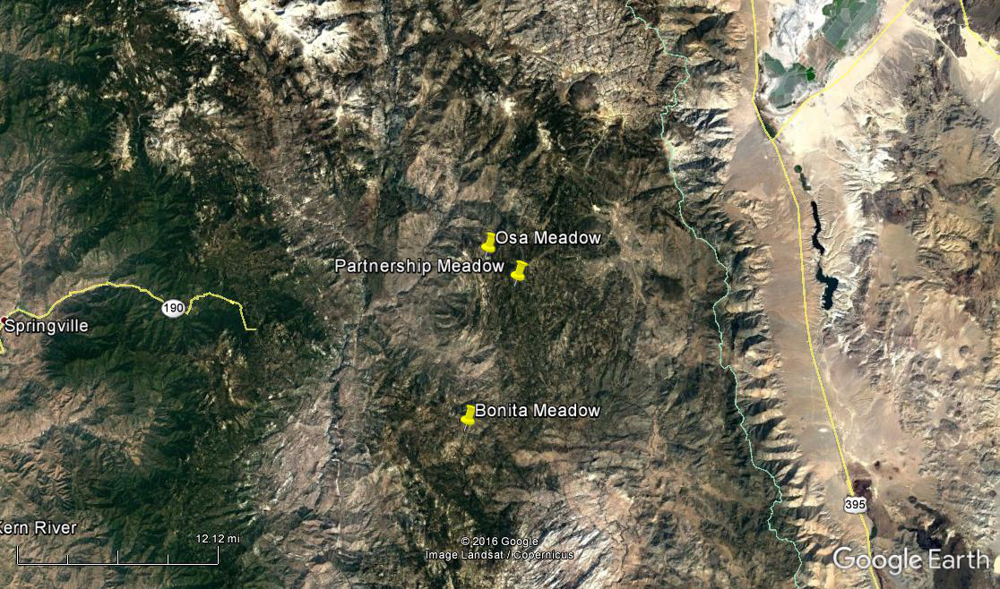 Osa Meadow
Partnership Meadow
190
Springville
Bonita Meadow
395
Kern River
12.12 mi
© 2016 Google
Image Landsat / Copernicus
Google Earth